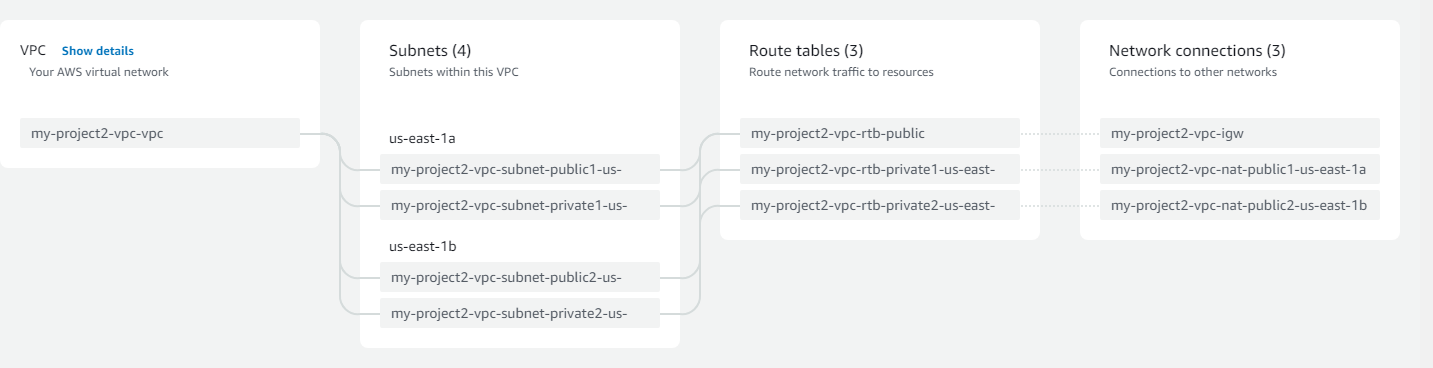 VPC Show details
Your AWS virtual network
my-project2-vpc-vpc
Subnets (4)
Subnets within this VPC
us-east-1a
my-project2-vpc-subnet-public1-us-
my-project2-vpc-subnet-private1-us-
us-east-1b
my-project2-vpc-subnet-public2-us-
my-project2-vpc-subnet-private2-us-
Route tables (3)
Route network traffic to resources
my-project2-vpc-rtb-public
my-project2-vpc-rtb-private1-us-east-
my-project2-vpc-rtb-private2-us-east-
Network connections (3)
Connections to other networks
my-project2-vpc-igw
my-project2-vpc-nat-public1-us-east-1a
my-project2-vpc-nat-public2-us-east-1b